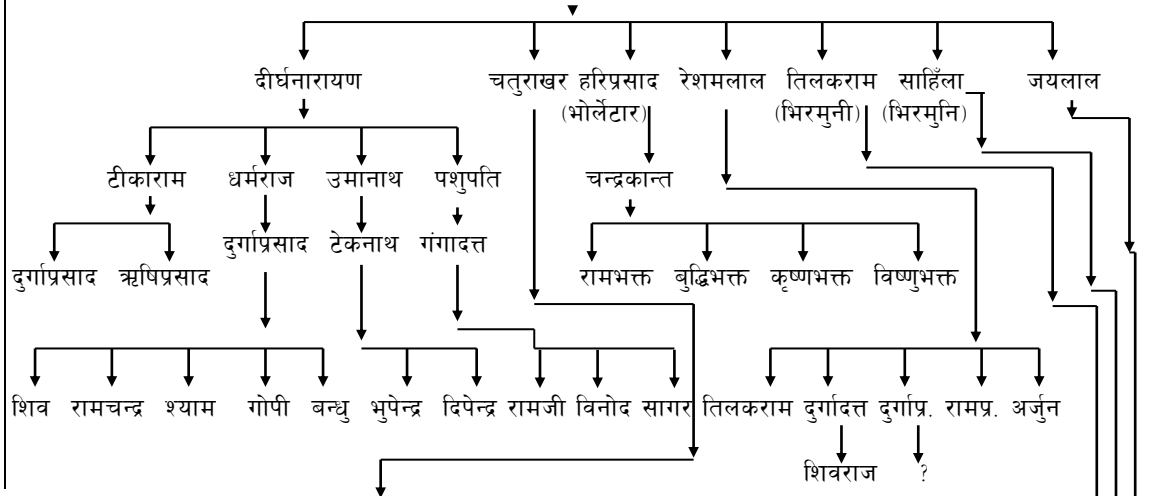 दीर्घनारायण चतुराखर हरिप्रसाद रेशमलाल तिलकराम साहिँला जयलाल
(भोर्लेटार) (भिरमुनी) (भिरमुनि)
टीकाराम धर्मराज उमानाथ पशुपति चन्द्रकान्त
दुर्गाप्रसाद टेकनाथ गंगादत्त
दुर्गाप्रसाद ऋषिप्रसाद रामभक्त बुद्धिभक्त कृष्णभक्त विष्णुभक्त
शिव रामचन्द्र श्याम गोपी बन्धु भुपेन्द्र दिपेन्द्र रामजी विनोद सागर तिलकराम दुर्गादत्त दुर्गाप्र. रामप्र. अर्जुन
शिवराज ?